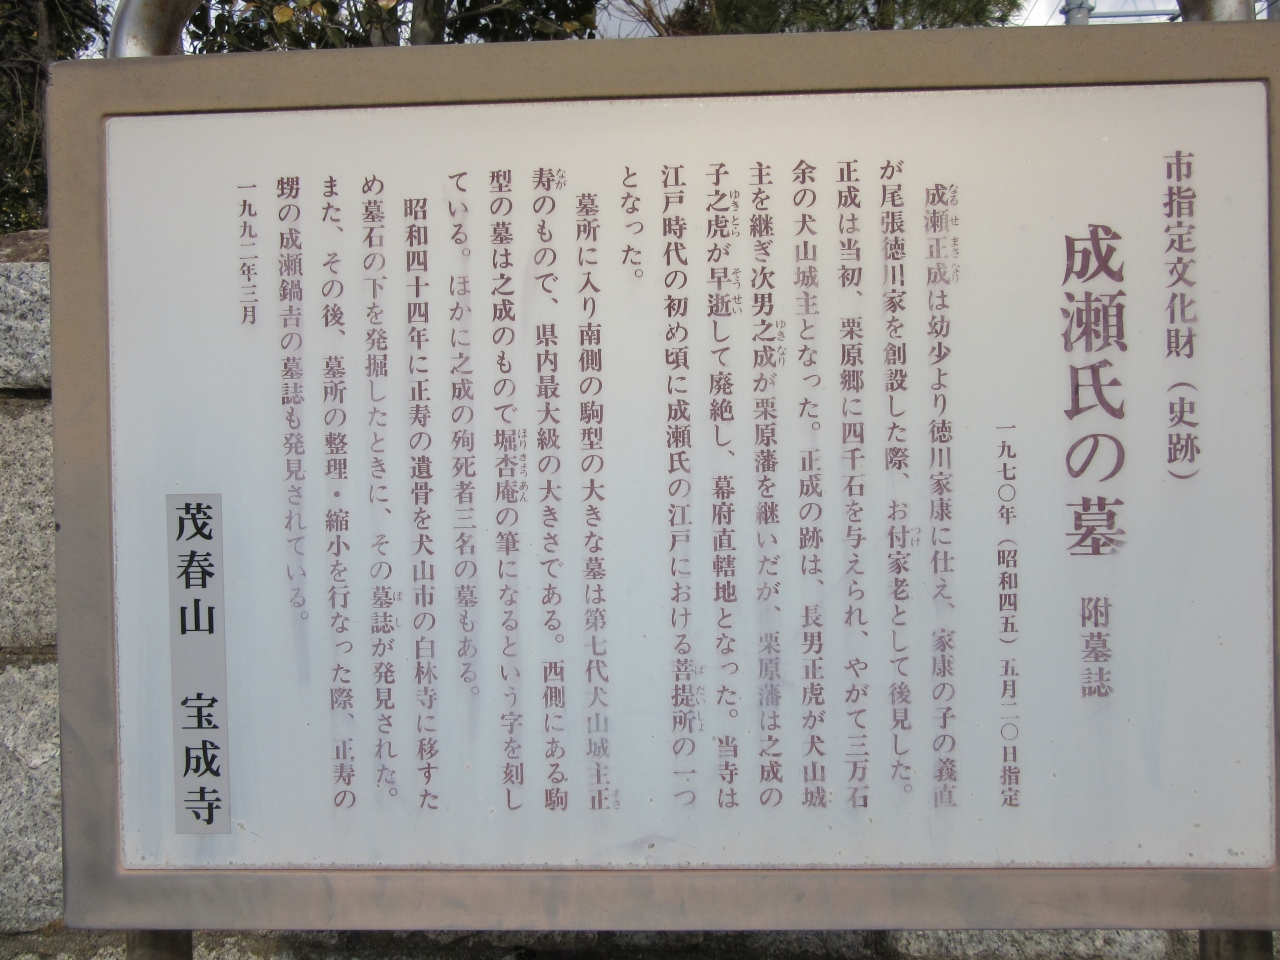 市指定文化財（史跡）
成瀬氏の墓 附墓誌
一九七〇年（昭和四五）五月二〇日指定
成瀬正成は幼少より徳川家康に仕え、家康の子の義直
が尾張徳川家を創設した際、お付家老として後見した。
正成は当初、栗原郷に四千石を与えられ、やがて三万石
余の犬山城主となった。正成の跡は、長男正虎が犬山城
主を継ぎ次男之成が栗原藩を継いだが、栗原藩は之成の
子之虎が早逝して廃絶し、幕府直轄地となった。当寺は
江戸時代の初め頃に成瀬氏の江戸における菩提所の一つ
となった。
墓所に入り南側の駒型の大きな墓は第七代犬山城主正
寿のもので、県内最大級の大きさである。西側にある駒
型の墓は之成のもので堀杏庵の筆になるという字を刻し
ている。ほかに之成の殉死者三名の墓もある。
昭和四十四年に正寿の遺骨を犬山市の白林寺に移すた
め墓石の下を発掘したときに、その墓誌が発見された。
また、その後、墓所の整理・縮小を行なった際、正寿の
甥の成瀬鍋吉の墓誌も発見されている。
一九九二年三月
茂春山 宝成寺